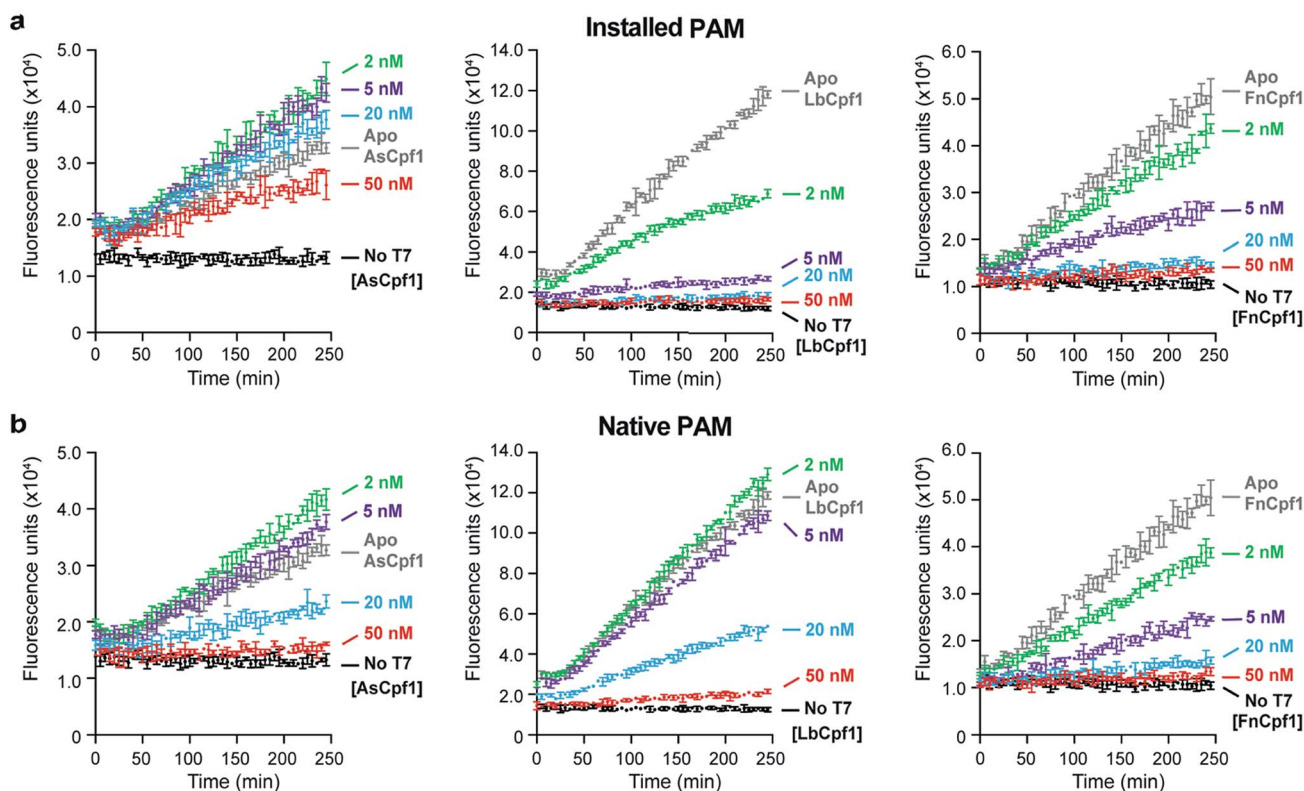 a
Installed PAM
Fluorescence units (x10⁴)
5.0
4.0
3.0
2.0
1.0
0
0 50 100 150 200 250
Time (min)
2 nM
5 nM
20 nM
Apo
AsCpf1
50 nM
No T7
[AsCpf1]
Fluorescence units (x10⁴)
14.0
12.0
10.0
8.0
6.0
4.0
2.0
0
0 50 100 150 200 250
Time (min)
Apo
LbCpf1
2 nM
5 nM
20 nM
50 nM
No T7
[LbCpf1]
Fluorescence units (x10⁴)
6.0
5.0
4.0
3.0
2.0
1.0
0
0 50 100 150 200 250
Time (min)
Apo
FnCpf1
2 nM
5 nM
20 nM
50 nM
No T7
[FnCpf1]
b
Native PAM
Fluorescence units (x10⁴)
5.0
4.0
3.0
2.0
1.0
0
0 50 100 150 200 250
Time (min)
2 nM
5 nM
Apo
AsCpf1
20 nM
50 nM
No T7
[AsCpf1]
Fluorescence units (x10⁴)
14.0
12.0
10.0
8.0
6.0
4.0
2.0
0
0 50 100 150 200 250
Time (min)
2 nM
Apo
LbCpf1
5 nM
20 nM
50 nM
No T7
[LbCpf1]
Fluorescence units (x10⁴)
6.0
5.0
4.0
3.0
2.0
1.0
0
0 50 100 150 200 250
Time (min)
Apo
FnCpf1
2 nM
5 nM
20 nM
50 nM
No T7
[FnCpf1]